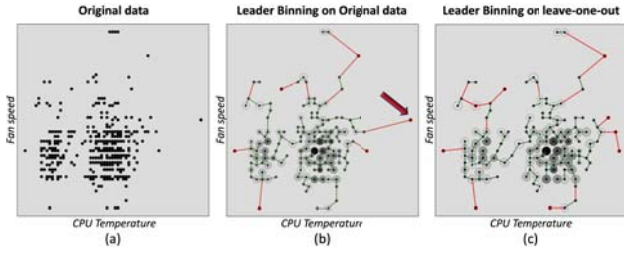 Original data
Leader Binning on Original data
Leader Binning on leave-one-out
Fan speed
Fan speed
Fan speed
CPU Temperature
CPU Temperature
CPU Temperature
(a)
(b)
(c)